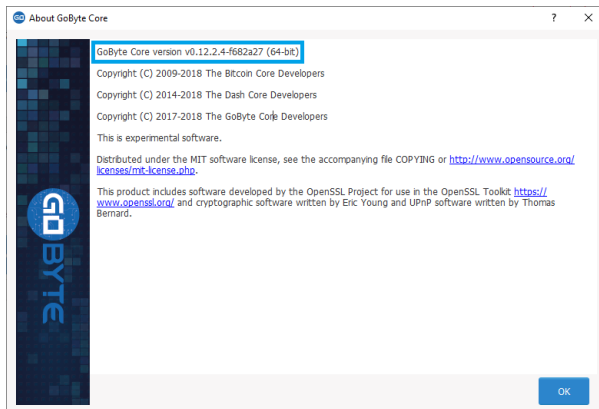 GO About GoByte Core ? ×
GoByte Core version v0.12.2.4-f682a27 (64-bit)
Copyright (C) 2009-2018 The Bitcoin Core Developers
Copyright (C) 2014-2018 The Dash Core Developers
Copyright (C) 2017-2018 The GoByte Core Developers
This is experimental software.
Distributed under the MIT software license, see the accompanying file COPYING or http://www.opensource.org/
licenses/mit-license.php.
This product includes software developed by the OpenSSL Project for use in the OpenSSL Toolkit https://
www.openssl.org/ and cryptographic software written by Eric Young and UPnP software written by Thomas
Bernard.
GOBYTE
OK